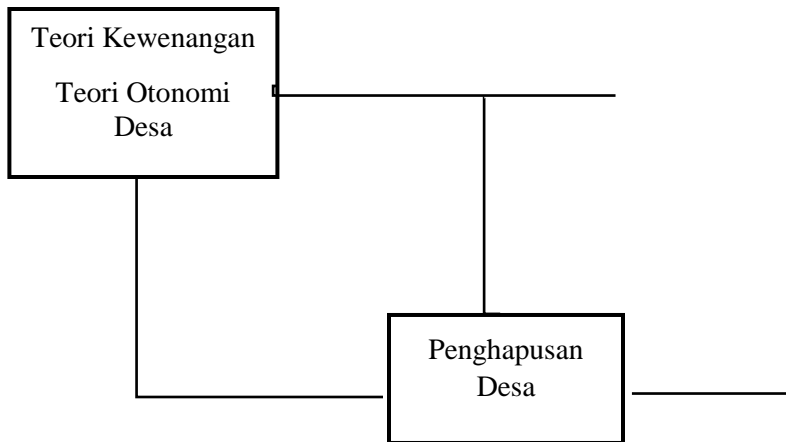 Teori Kewenangan
Teori Otonomi
Desa
Penghapusan
Desa